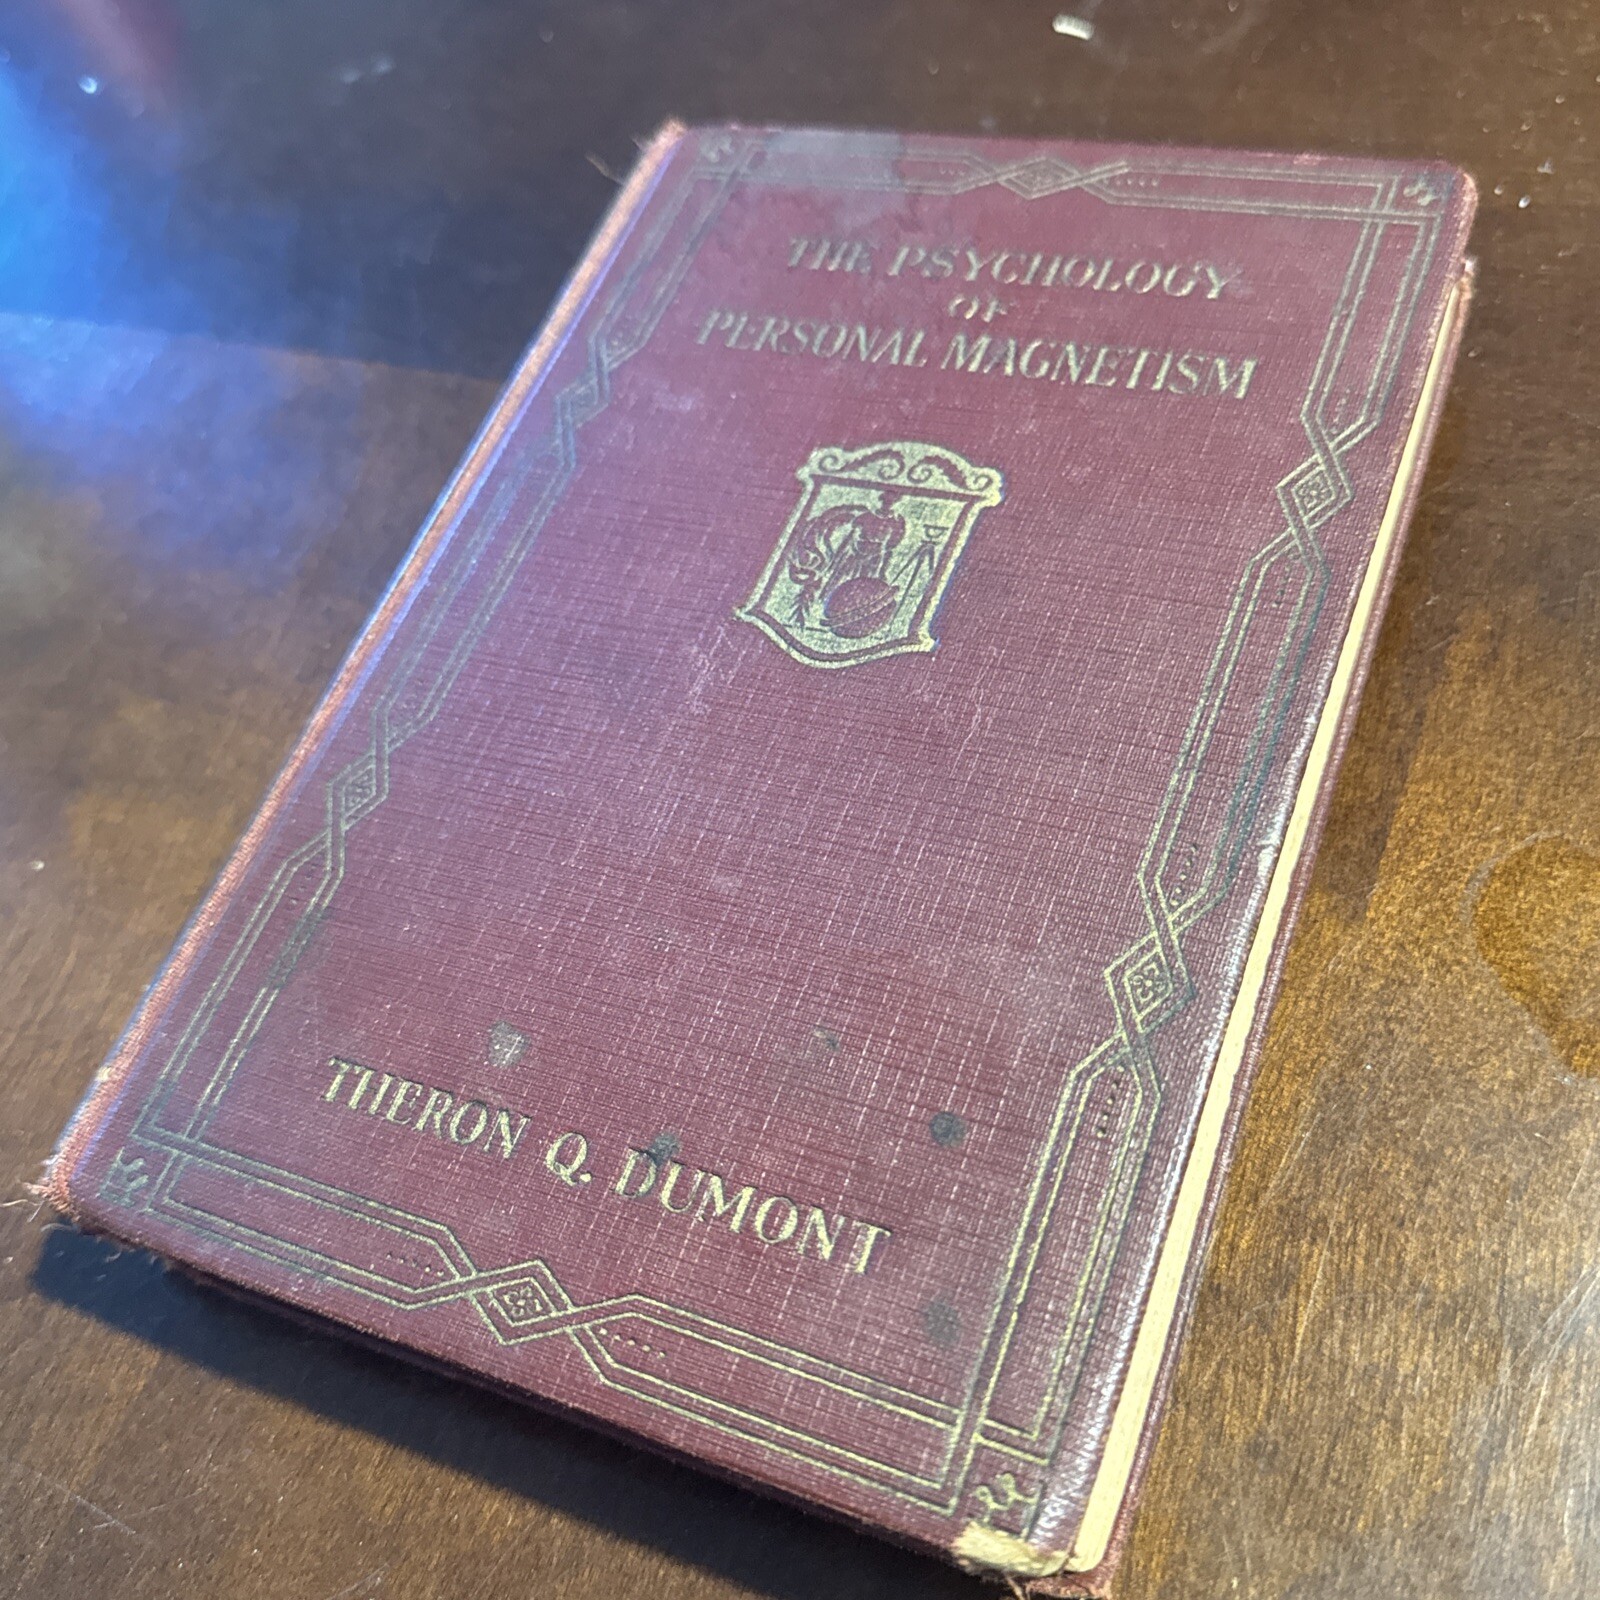 THE PSYCHOLOGY
OF
PERSONAL MAGNETISM
THERON Q. DUMONT